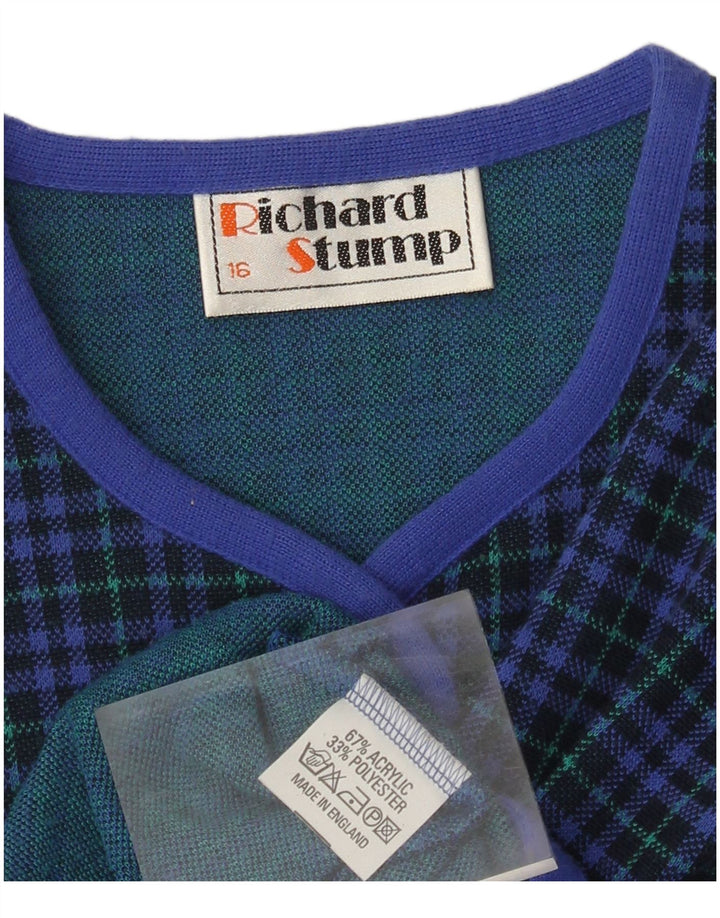 Richard
16 Stump
67% ACRYLIC
33% POLYESTER
MADE IN ENGLAND